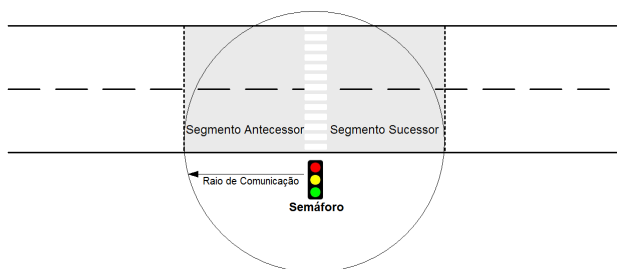 Segmento Antecessor
Segmento Sucessor
Raio de Comunicação
Semáforo